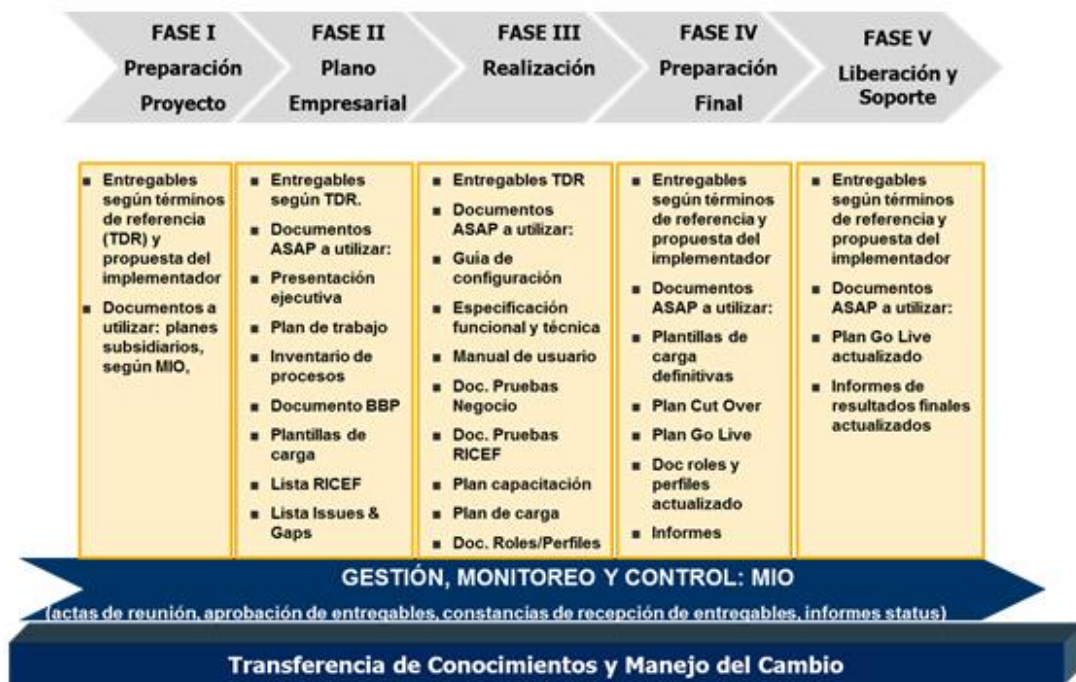 FASE I
Preparación
Proyecto
FASE II
Plano
Empresarial
FASE III
Realización
FASE IV
Preparación
Final
FASE V
Liberación y
Soporte
Entregables
según términos
de referencia
(TDR) y
propuesta del
implementador
Documentos a
utilizar: planes
subsidiarios,
según MIO,
Entregables
según TDR.
Documentos
ASAP a utilizar:
Presentación
ejecutiva
Plan de trabajo
Inventario de
procesos
Documento BBP
Plantillas de
carga
Lista RICEF
Lista Issues &
Gaps
Entregables TDR
Documentos
ASAP a utilizar:
Guia de
configuración
Especificación
funcional y técnica
Manual de usuario
Doc. Pruebas
Negocio
Doc. Pruebas
RICEF
Plan capacitación
Plan de carga
Doc. Roles/Perfiles
Entregables
según términos
de referencia y
propuesta del
implementador
Documentos
ASAP a utilizar:
Plantillas de
carga
definitivas
Plan Cut Over
Plan Go Live
Doc roles y
perfiles
actualizado
Informes
Entregables
según términos
de referencia y
propuesta del
implementador
Documentos
ASAP a utilizar:
Plan Go Live
actualizado
Informes de
resultados finales
actualizados
GESTIÓN, MONITOREO Y CONTROL: MIO
(actas de reunión, aprobación de entregables, constancias de recepción de entregables, informes status)
Transferencia de Conocimientos y Manejo del Cambio